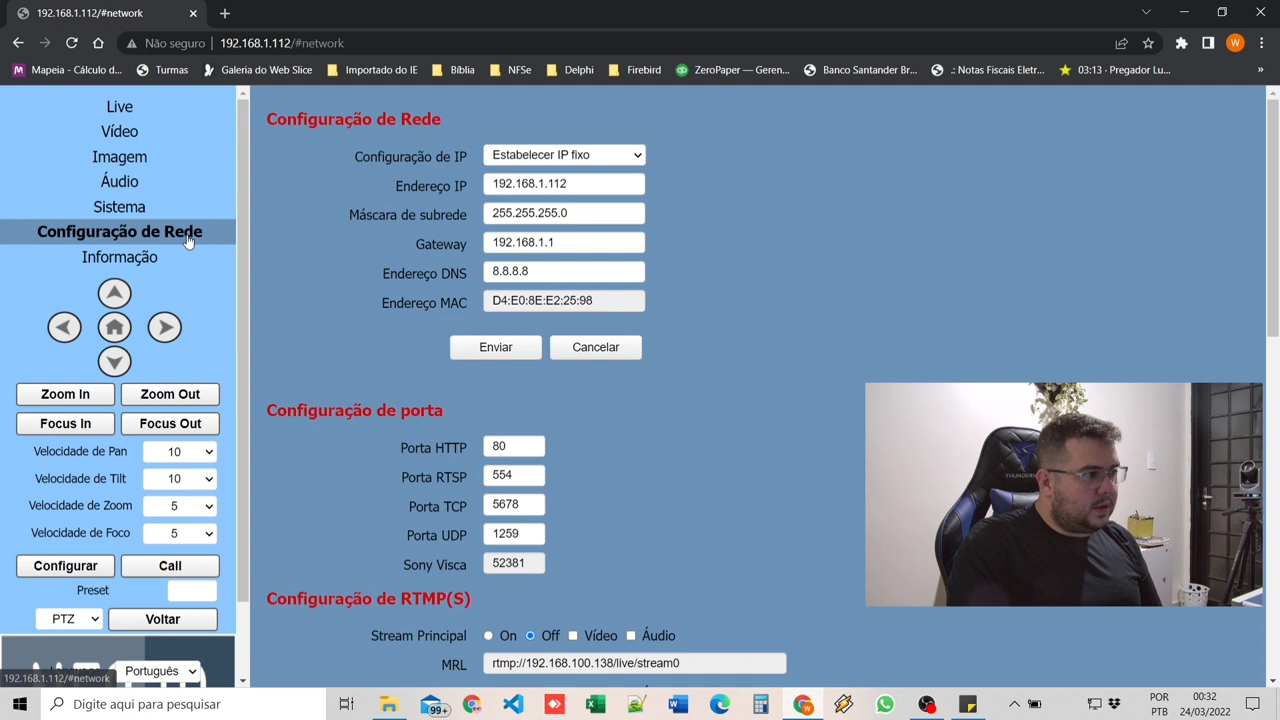 192.168.1.112/#network
Não seguro
192.168.1.112/#network
W
Mapeia - Cálculo d...
Turmas
Galeria do Web Slice
Importado do IE
Bíblia
NFSe
Delphi
Firebird
ZeroPaper — Geren...
Banco Santander Br...
.: Notas Fiscais Eletr...
03:13 - Pregador Lu...
»
Live
Vídeo
Imagem
Áudio
Sistema
Configuração de Rede
Informação
Zoom In
Zoom Out
Focus In
Focus Out
Velocidade de Pan 10
Velocidade de Tilt 10
Velocidade de Zoom 5
Velocidade de Foco 5
Configurar
Call
Preset
PTZ
Voltar
Português
192.168.1.112/#network
Configuração de Rede
Configuração de IP Estabelecer IP fixo
Endereço IP 192.168.1.112
Máscara de subrede 255.255.255.0
Gateway 192.168.1.1
Endereço DNS 8.8.8.8
Endereço MAC D4:E0:8E:E2:25:98
Enviar
Cancelar
Configuração de porta
Porta HTTP 80
Porta RTSP 554
Porta TCP 5678
Porta UDP 1259
Sony Visca 52381
Configuração de RTMP(S)
Stream Principal On Off Vídeo Áudio
MRL rtmp://192.168.100.138/live/stream0
Digite aqui para pesquisar
99+
POR
PTB
00:32
24/03/2022